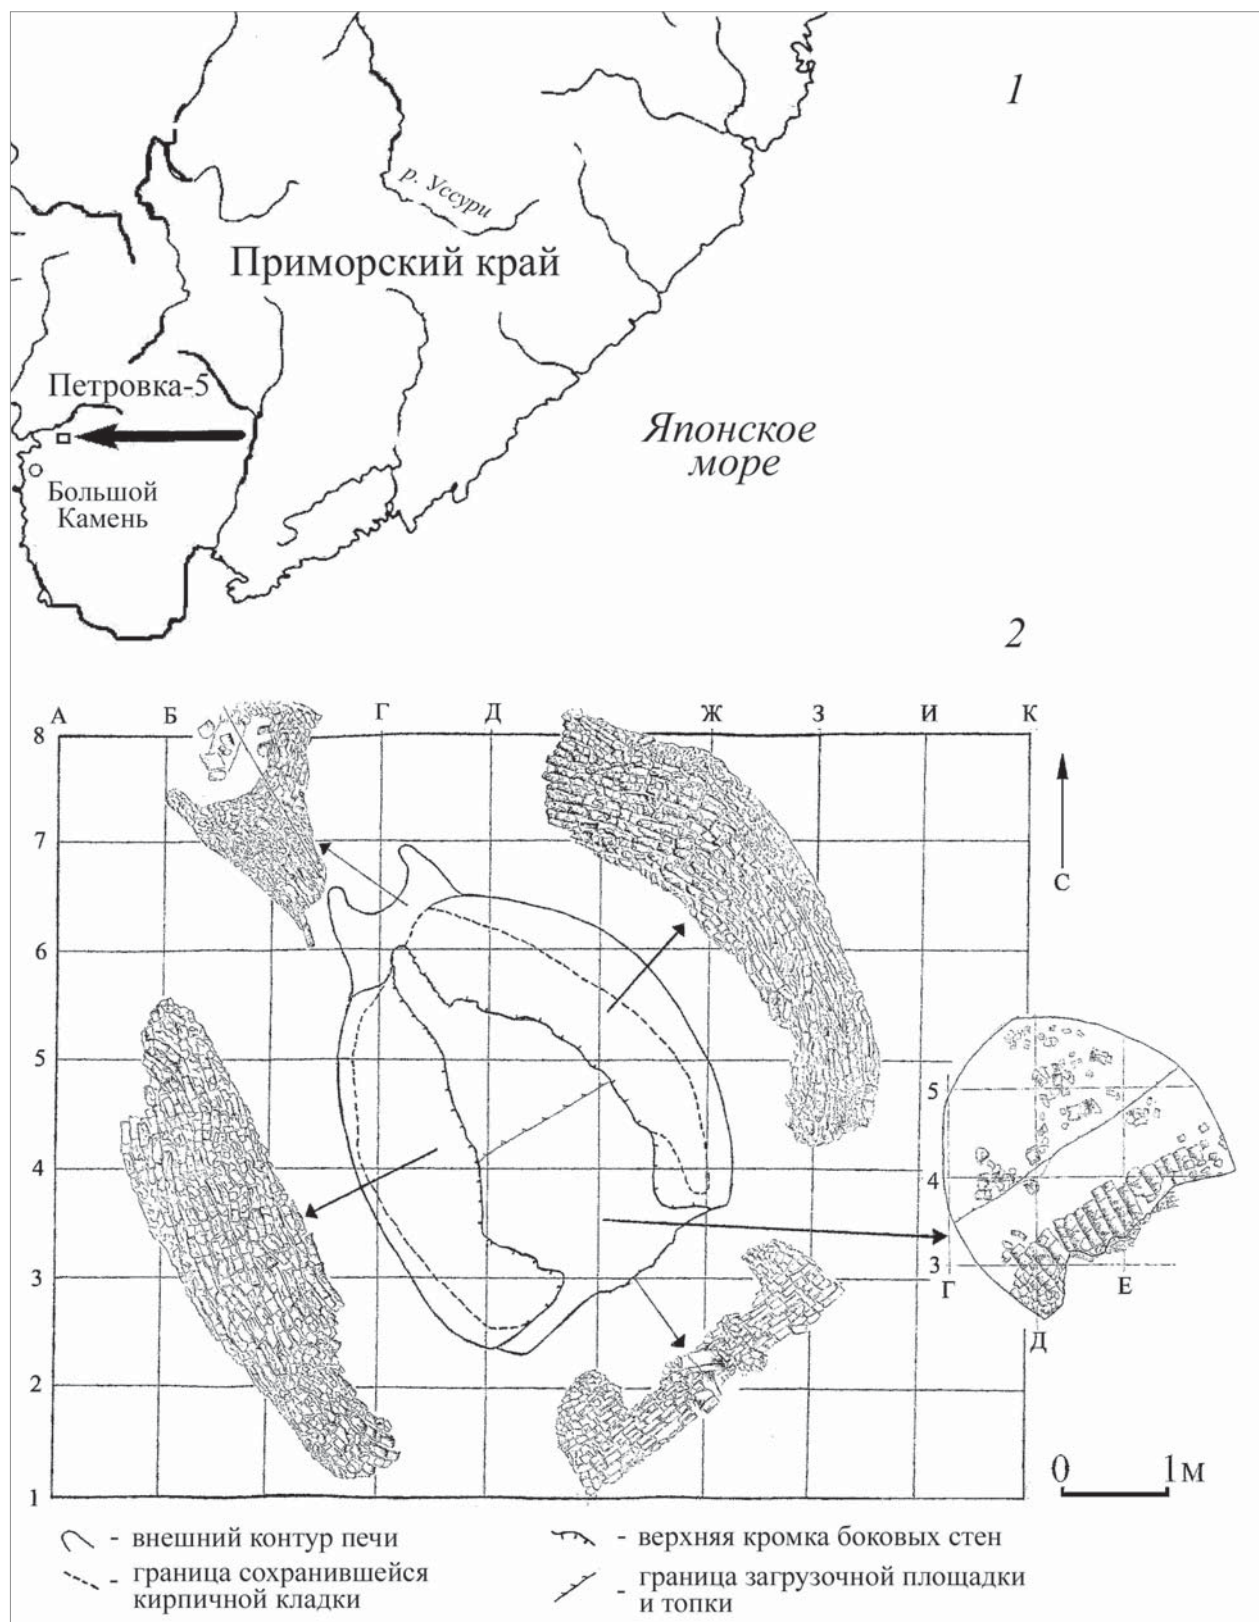 1
р. Уссури
Приморский край
Петровка-5
Японское
море
Большой
Камень
2
А Б Г Д Ж З И К
8
7
С
6
5
5
4
4
3
3
Г Е
Д
2
1
0 1м
- внешний контур печи
- граница сохранившейся
кирпичной кладки
- верхняя кромка боковых стен
- граница загрузочной площадки
и топки